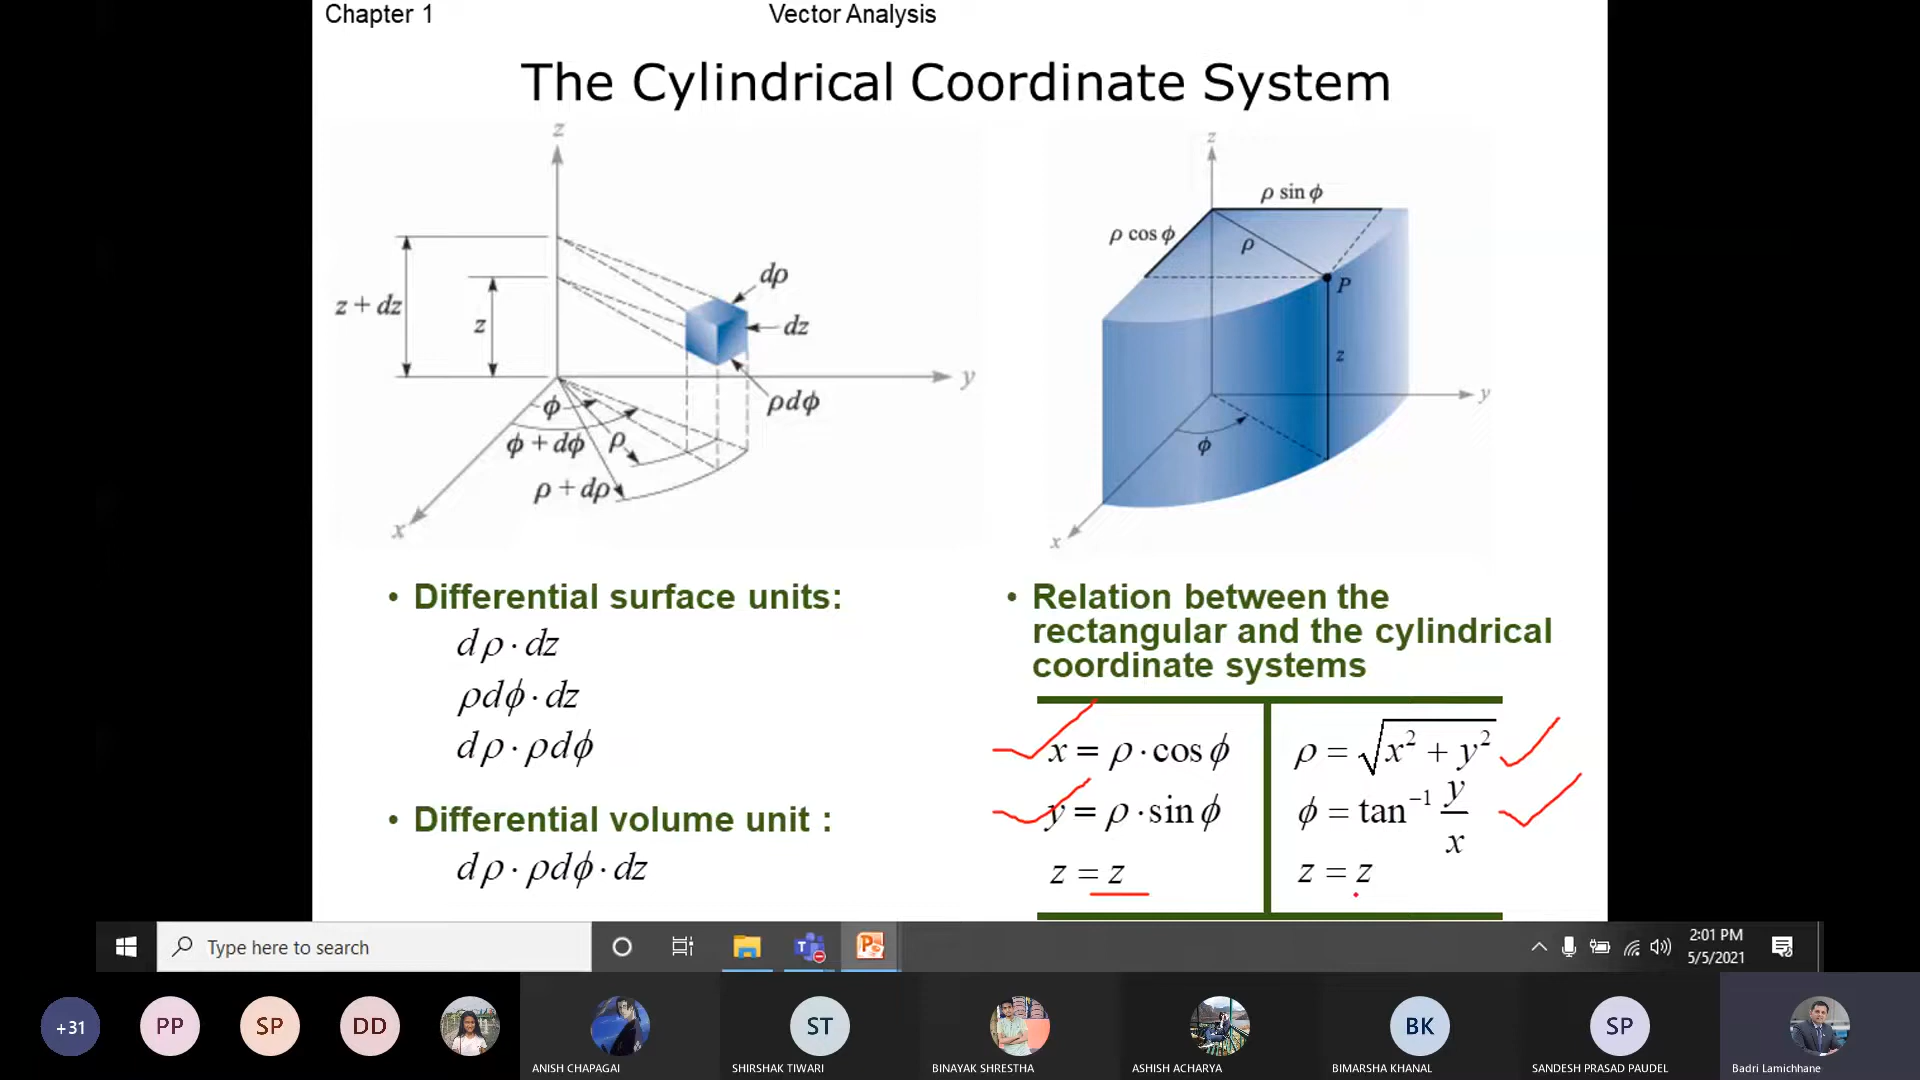 Chapter 1
Vector Analysis
The Cylindrical Coordinate System
z
z + dz
z
dρ
dz
ρdϕ
y
ϕ
ϕ + dϕ
ρ
ρ + dρ
x
z
ρ sin ϕ
ρ cos ϕ
ρ
P
z
y
ϕ
x
• Differential surface units:
dρ · dz
ρdϕ · dz
dρ · ρdϕ
• Differential volume unit :
dρ · ρdϕ · dz
• Relation between the
rectangular and the cylindrical
coordinate systems
x = ρ · cos ϕ
y = ρ · sin ϕ
z = z
ρ = √(x² + y²)
ϕ = tan⁻¹ y/x
z = z
Type here to search
2:01 PM
5/5/2021
+31
PP
SP
DD
ST
BK
SP
ANISH CHAPAGAI
SHIRSHAK TIWARI
BINAYAK SHRESTHA
ASHISH ACHARYA
BIMARSHA KHANAL
SANDESH PRASAD PAUDEL
Badri Lamichhane